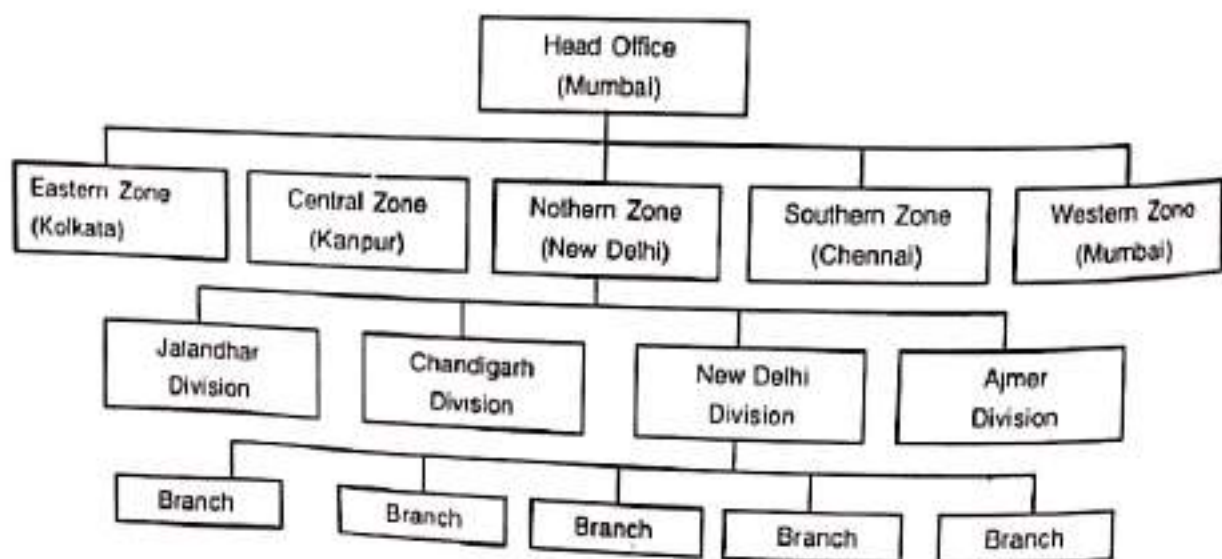 Head Office
(Mumbai)
Eastern Zone
(Kolkata)
Central Zone
(Kanpur)
Nothern Zone
(New Delhi)
Southern Zone
(Chennai)
Western Zone
(Mumbai)
Jalandhar
Division
Chandigarh
Division
New Delhi
Division
Ajmer
Division
Branch
Branch
Branch
Branch
Branch